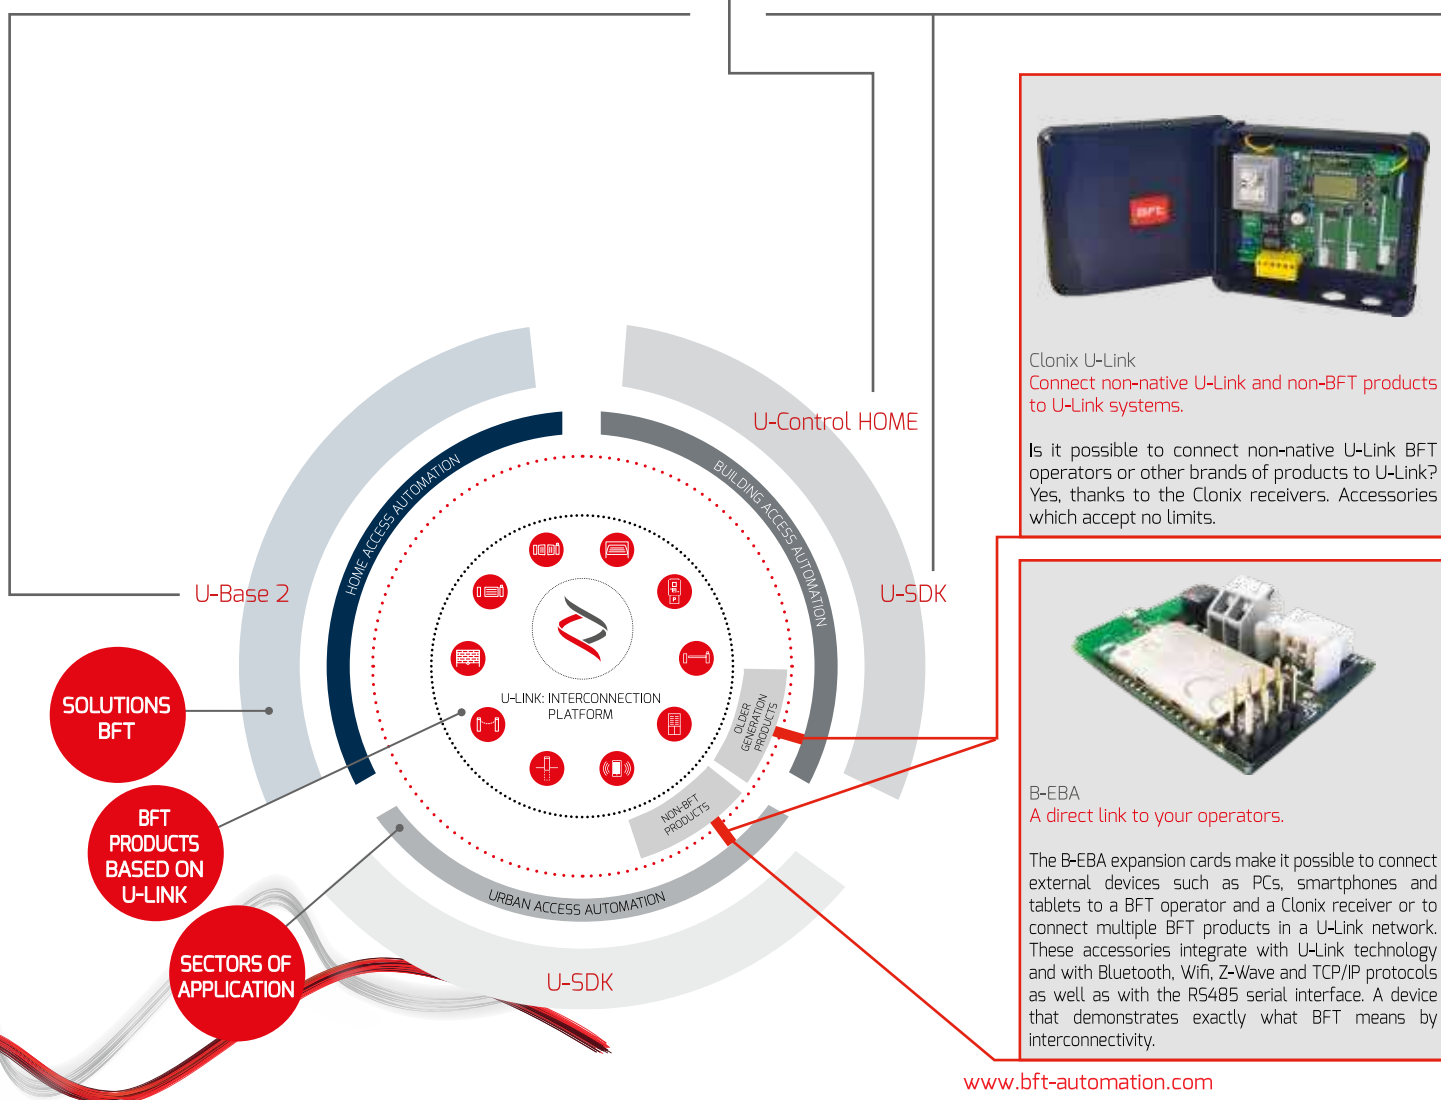 BFT
Clonix U-Link
Connect non-native U-Link and non-BFT products
to U-Link systems.
Is it possible to connect non-native U-Link BFT
operators or other brands of products to U-Link?
Yes, thanks to the Clonix receivers. Accessories
which accept no limits.
U-Control HOME
HOME ACCESS AUTOMATION
BUILDING ACCESS AUTOMATION
U-Base 2
U-SDK
P
U-LINK: INTERCONNECTION
PLATFORM
OLDER
GENERATION
PRODUCTS
NON-BFT
PRODUCTS
URBAN ACCESS AUTOMATION
U-SDK
SOLUTIONS
BFT
BFT
PRODUCTS
BASED ON
U-LINK
SECTORS OF
APPLICATION
B-EBA
A direct link to your operators.
The B-EBA expansion cards make it possible to connect
external devices such as PCs, smartphones and
tablets to a BFT operator and a Clonix receiver or to
connect multiple BFT products in a U-Link network.
These accessories integrate with U-Link technology
and with Bluetooth, Wifi, Z-Wave and TCP/IP protocols
as well as with the RS485 serial interface. A device
that demonstrates exactly what BFT means by
interconnectivity.
www.bft-automation.com